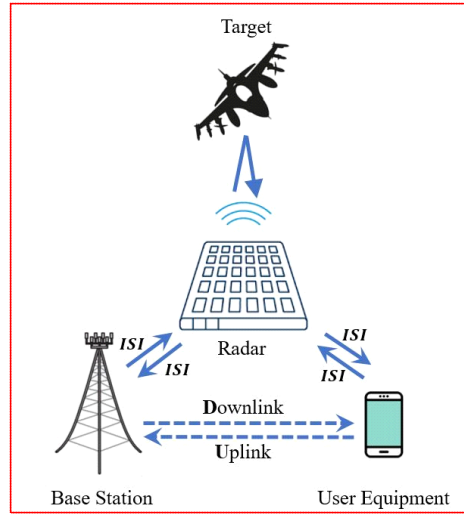 Target
Radar
ISI
ISI
ISI
ISI
Downlink
Uplink
Base Station
User Equipment